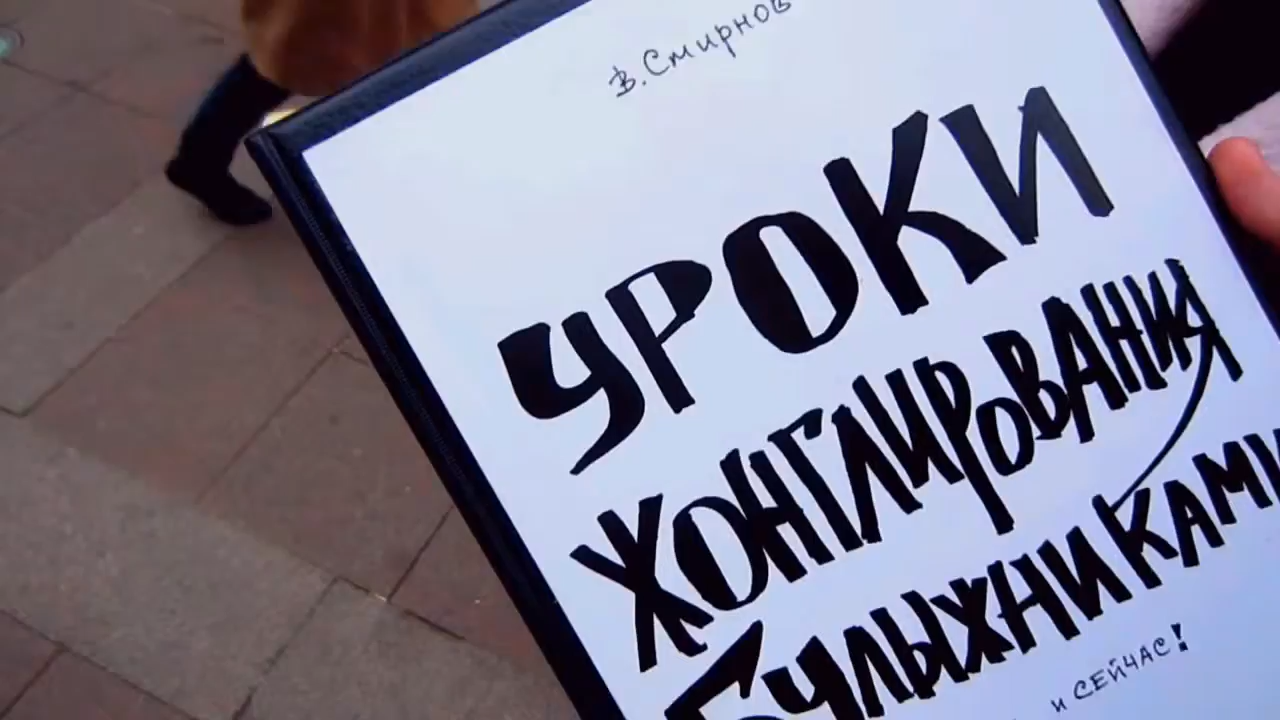 В. Смирнов
УРОКИ
ЖОНГЛИРОВАНИЯ
БУЛЫЖНИКАМИ
и СЕЙЧАС!